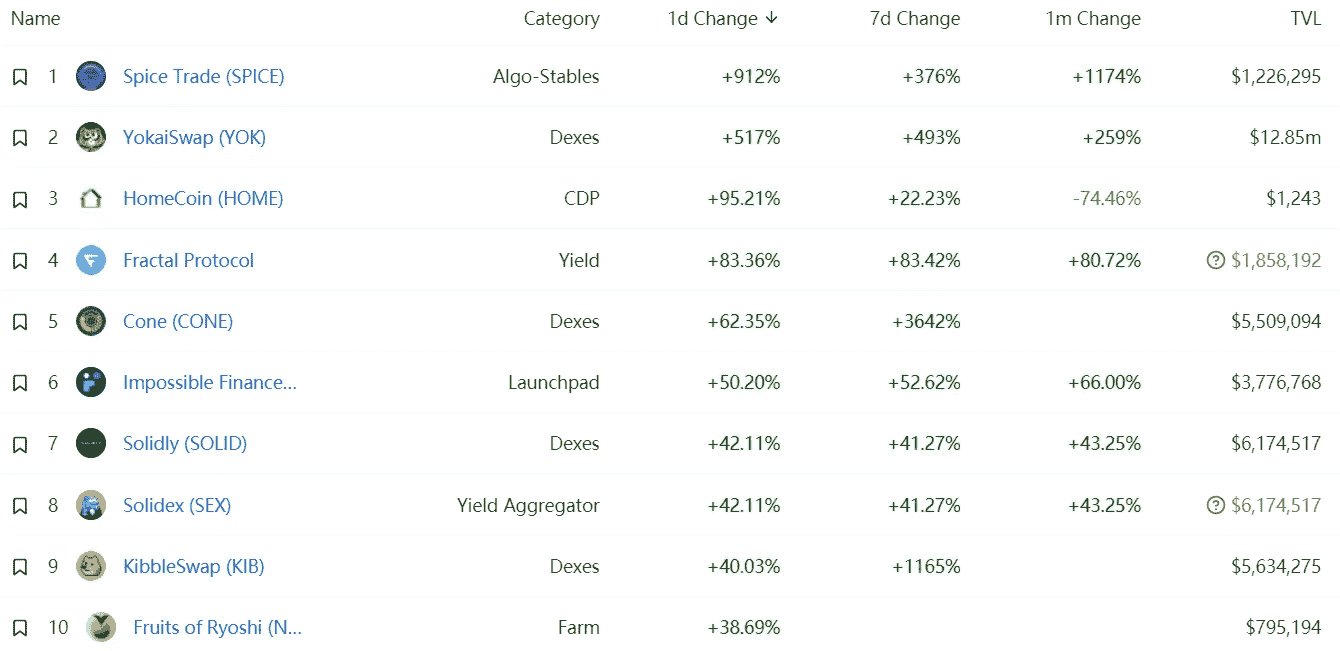 Name Category 1d Change ↓ 7d Change 1m Change TVL
1 Spice Trade (SPICE) Algo-Stables +912% +376% +1174% $1,226,295
2 YokaiSwap (YOK) Dexes +517% +493% +259% $12.85m
3 HomeCoin (HOME) CDP +95.21% +22.23% -74.46% $1,243
4 Fractal Protocol Yield +83.36% +83.42% +80.72% ? $1,858,192
5 Cone (CONE) Dexes +62.35% +3642% $5,509,094
6 Impossible Finance... Launchpad +50.20% +52.62% +66.00% $3,776,768
7 Solidly (SOLID) Dexes +42.11% +41.27% +43.25% $6,174,517
8 Solidex (SEX) Yield Aggregator +42.11% +41.27% +43.25% ? $6,174,517
9 KibbleSwap (KIB) Dexes +40.03% +1165% $5,634,275
10 Fruits of Ryoshi (N... Farm +38.69% $795,194